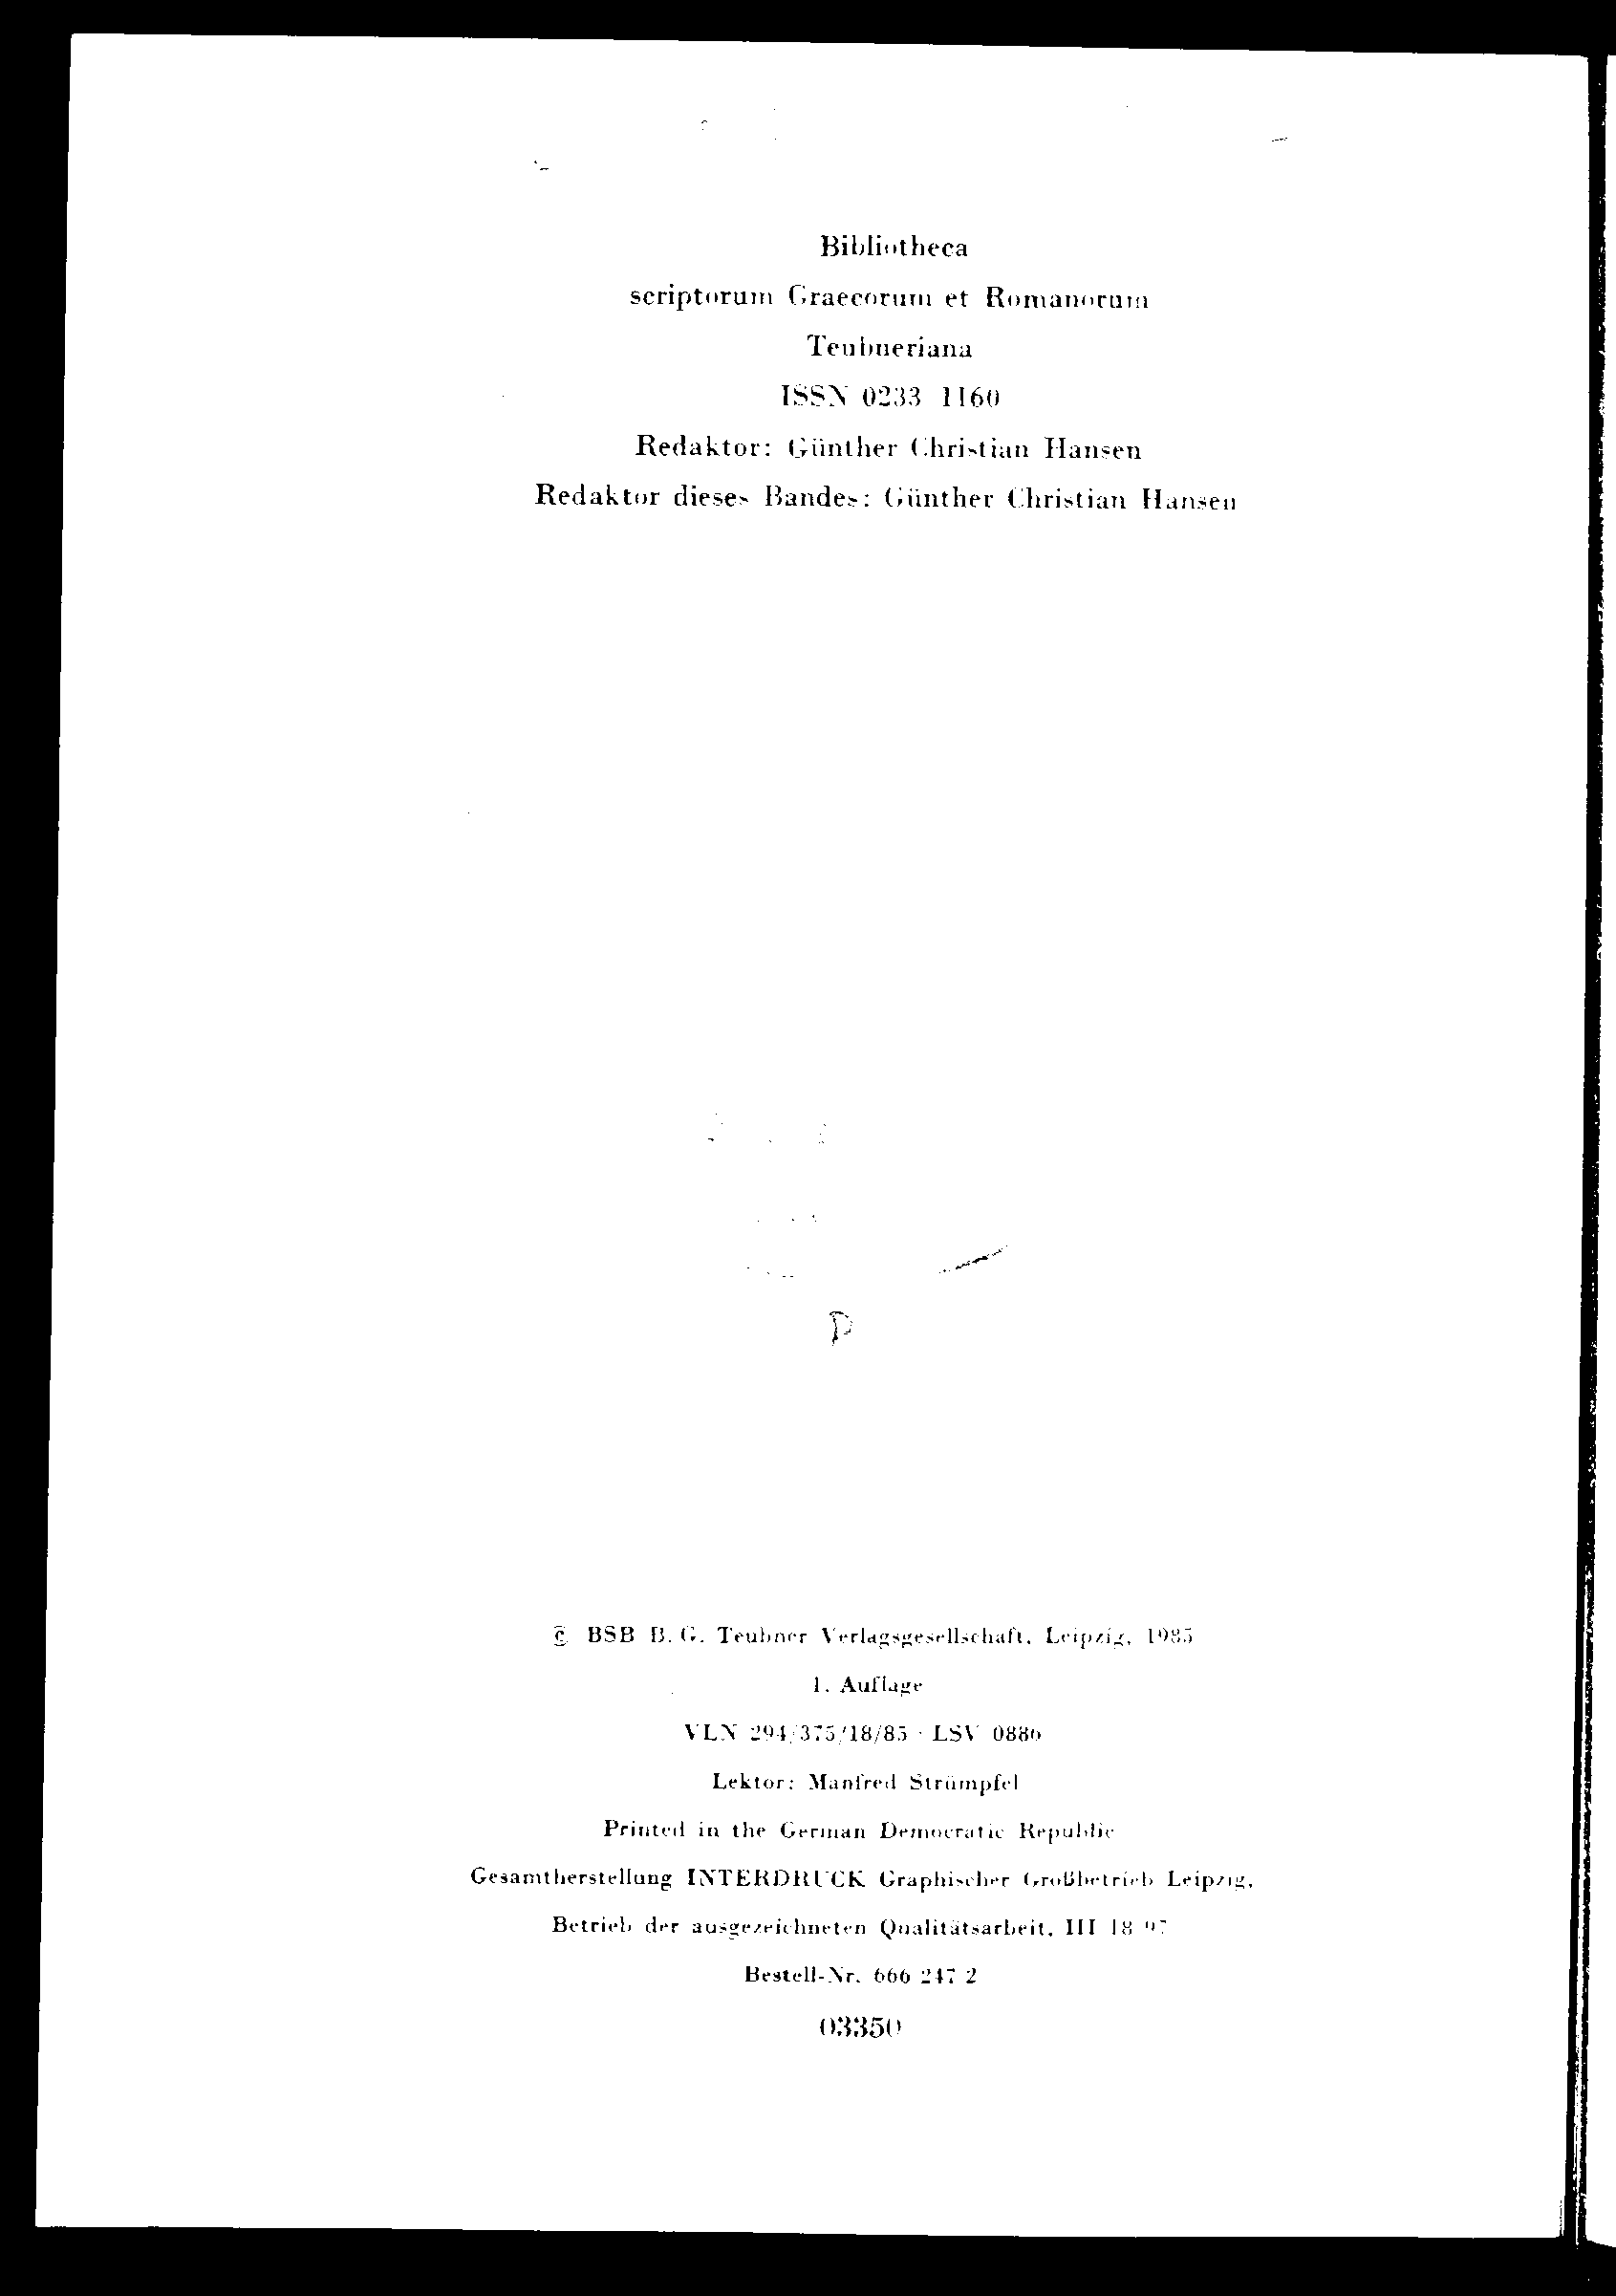 Bibliotheca
scriptorum Graecorum et Romanorum
Teubneriana
ISSN 0233 1160
Redaktor: Günther Christian Hansen
Redaktor dieses Bandes: Günther Christian Hansen
© BSB B. G. Teubner Verlagsgesellschaft, Leipzig, 1985
1. Auflage
VLN 294/375/18/85 · LSV 0886
Lektor: Manfred Strümpfel
Printed in the German Democratic Republic
Gesamtherstellung INTERDRUCK Graphischer Großbetrieb Leipzig,
Betrieb der ausgezeichneten Qualitätsarbeit, III 18 97
Bestell-Nr. 666 247 2
03350